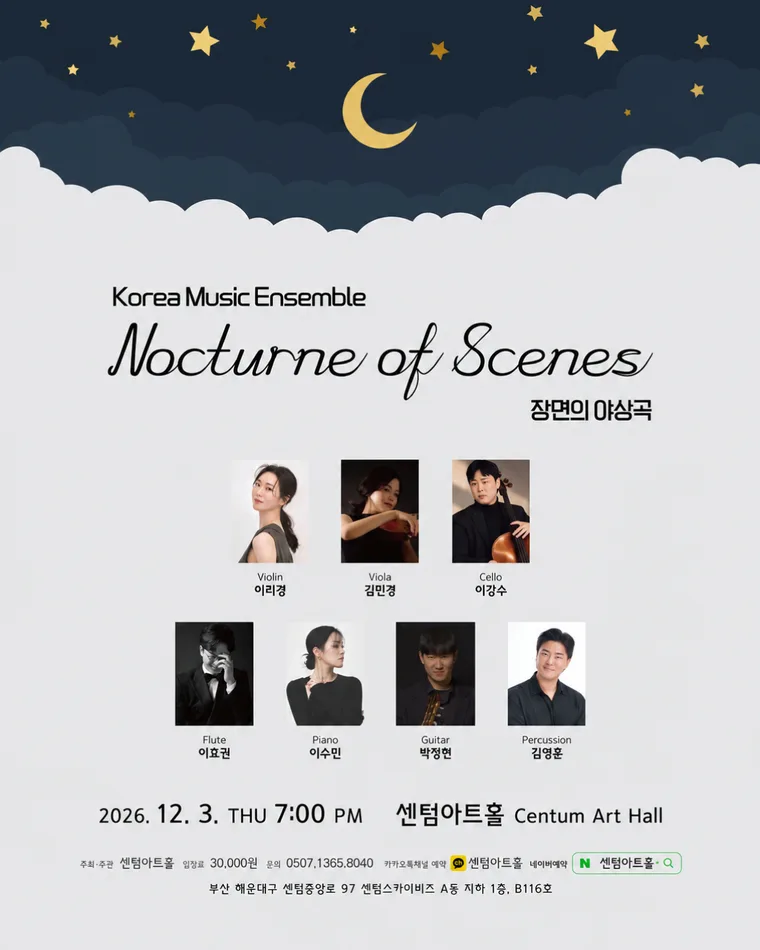 Korea Music Ensemble
Nocturne of Scenes
장면의 야상곡
Violin
이리경
Viola
김민경
Cello
이강수
Flute
이효권
Piano
이수민
Guitar
박정현
Percussion
김영훈
2026. 12. 3. THU 7:00 PM 센텀아트홀 Centum Art Hall
주최·주관 센텀아트홀 입장료 30,000원 문의 0507.1365.8040 카카오톡채널 예약 ch 센텀아트홀 네이버예약 N 센텀아트홀
부산 해운대구 센텀중앙로 97 센텀스카이비즈 A동 지하 1층, B116호